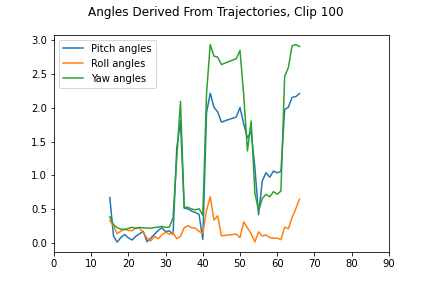 Angles Derived From Trajectories, Clip 100
Pitch angles
Roll angles
Yaw angles
3.0
2.5
2.0
1.5
1.0
0.5
0.0
0 10 20 30 40 50 60 70 80 90